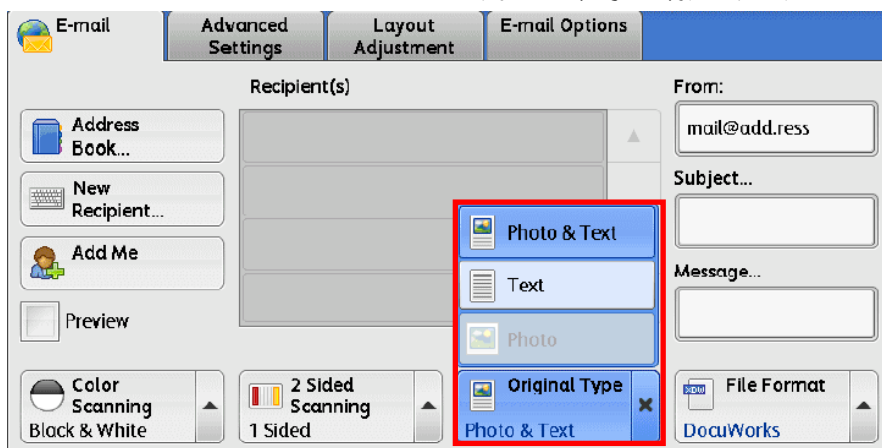 E-mail
Advanced
Settings
Layout
Adjustment
E-mail Options
Recipient(s)
From:
Address
Book...
mail@add.ress
New
Recipient...
Subject...
Photo & Text
Add Me
Message...
Text
Preview
Photo
Color
Scanning
Black & White
2 Sided
Scanning
1 Sided
Original Type
Photo & Text
File Format
DocuWorks